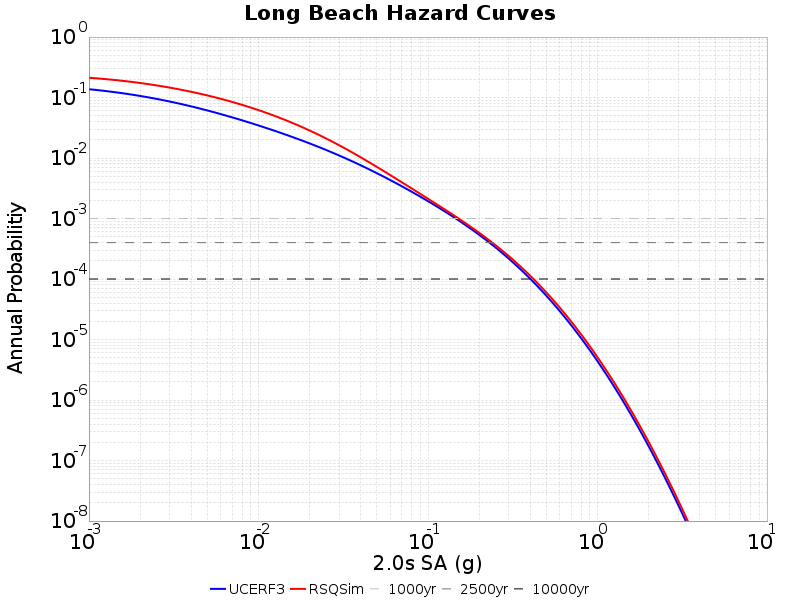 Long Beach Hazard Curves
Annual Probabilitiy
10^0
10^-1
10^-2
10^-3
10^-4
10^-5
10^-6
10^-7
10^-8
10^-3 10^-2 10^-1 10^0 10^1
2.0s SA (g)
UCERF3 RSQSim 1000yr 2500yr 10000yr